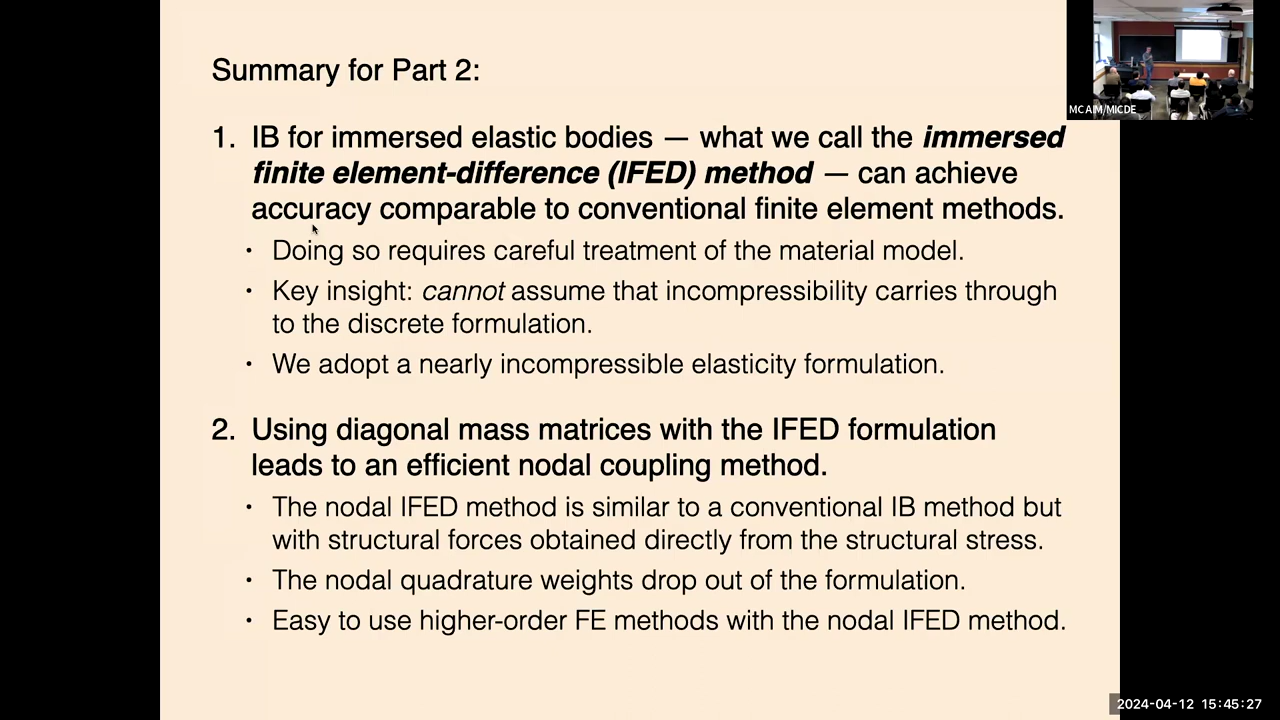 Summary for Part 2:
1. IB for immersed elastic bodies — what we call the immersed
finite element-difference (IFED) method — can achieve
accuracy comparable to conventional finite element methods.
• Doing so requires careful treatment of the material model.
• Key insight: cannot assume that incompressibility carries through
to the discrete formulation.
• We adopt a nearly incompressible elasticity formulation.
2. Using diagonal mass matrices with the IFED formulation
leads to an efficient nodal coupling method.
• The nodal IFED method is similar to a conventional IB method but
with structural forces obtained directly from the structural stress.
• The nodal quadrature weights drop out of the formulation.
• Easy to use higher-order FE methods with the nodal IFED method.
MCAIM/MICDE
2024-04-12 15:45:27